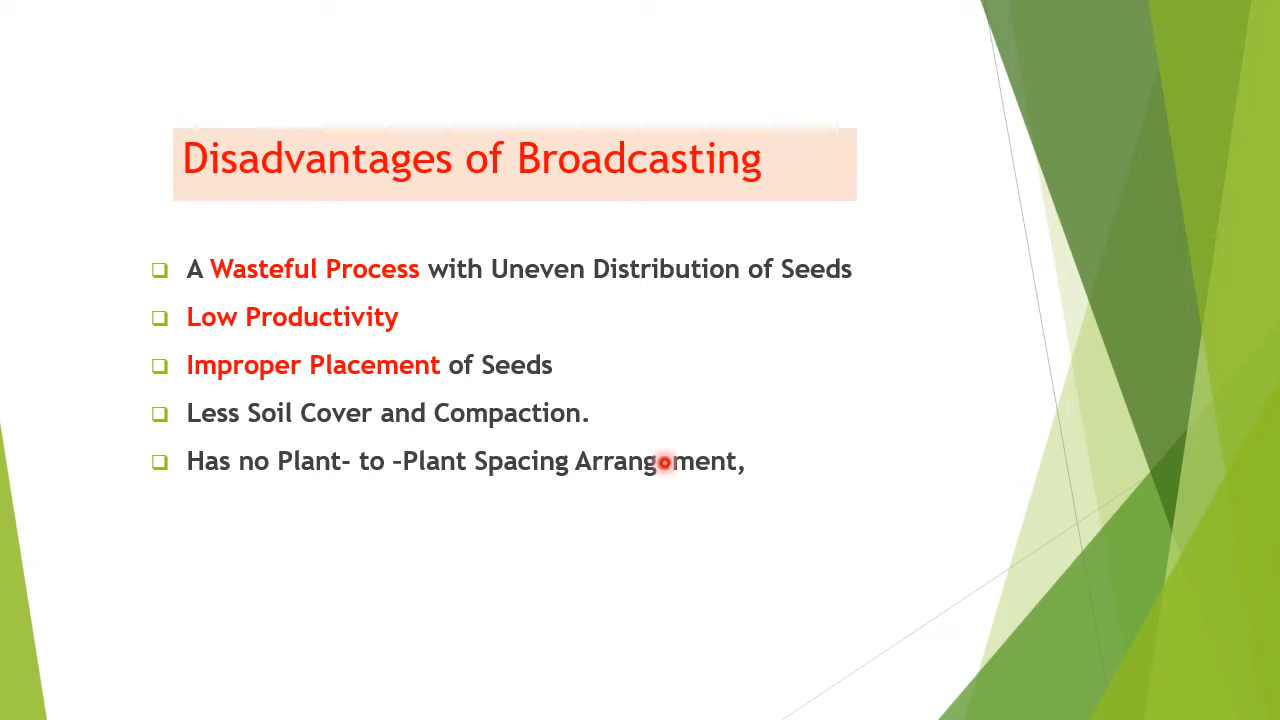 Disadvantages of Broadcasting
A Wasteful Process with Uneven Distribution of Seeds
Low Productivity
Improper Placement of Seeds
Less Soil Cover and Compaction.
Has no Plant- to –Plant Spacing Arrangement,